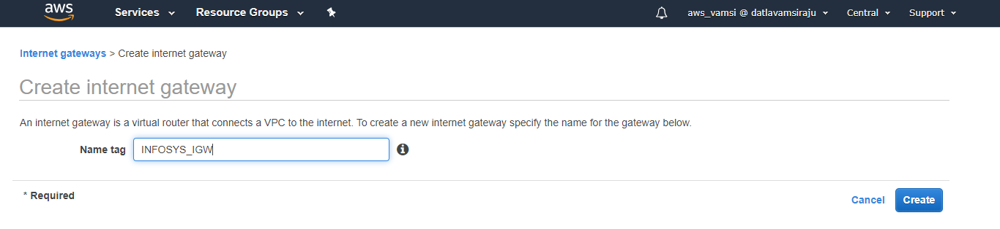 aws Services Resource Groups aws_vamsi @ datlavamsiraju Central Support
Internet gateways > Create internet gateway
Create internet gateway
An internet gateway is a virtual router that connects a VPC to the internet. To create a new internet gateway specify the name for the gateway below.
Name tag INFOSYS_IGW
* Required Cancel Create